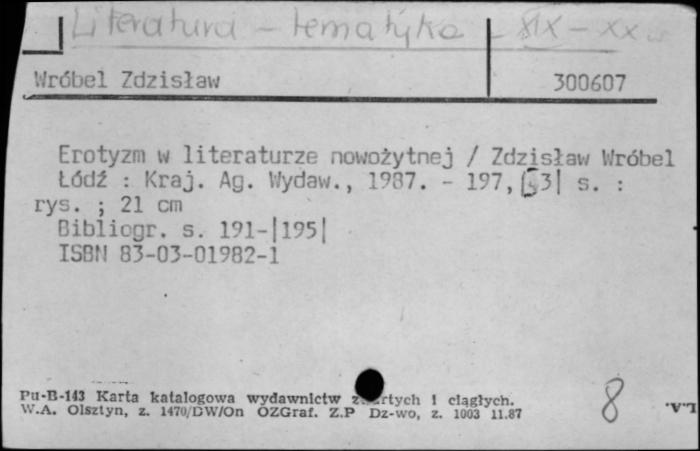 Literatura - tematyka - XIX - XX w
Wróbel Zdzisław 300607
Erotyzm w literaturze nowożytnej / Zdzisław Wróbel
Łódź : Kraj. Ag. Wydaw., 1987. - 197, |3| s. :
rys. ; 21 cm
Bibliogr. s. 191-|195|
ISBN 83-03-01982-1
Pu-B-143 Karta katalogowa wydawnictw zwartych i ciągłych.
W.A. Olsztyn, z. 1470/DW/On OZGraf. Z.P Dz-wo, z. 1003 11.87
8